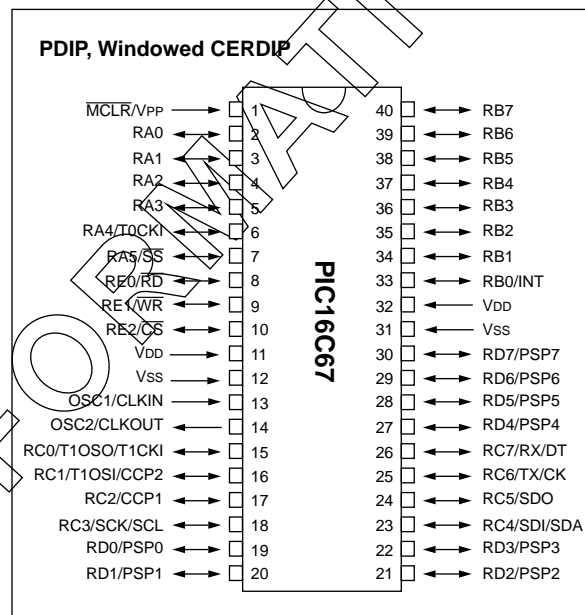 PDIP, Windowed CERDIP
MCLR/VPP 1 40 RB7
RA0 2 39 RB6
RA1 3 38 RB5
RA2 4 37 RB4
RA3 5 36 RB3
RA4/T0CKI 6 35 RB2
RA5/SS 7 34 RB1
RE0/RD 8 33 RB0/INT
RE1/WR 9 32 VDD
RE2/CS 10 31 VSS
VDD 11 30 RD7/PSP7
VSS 12 29 RD6/PSP6
OSC1/CLKIN 13 28 RD5/PSP5
OSC2/CLKOUT 14 27 RD4/PSP4
RC0/T1OSO/T1CKI 15 26 RC7/RX/DT
RC1/T1OSI/CCP2 16 25 RC6/TX/CK
RC2/CCP1 17 24 RC5/SDO
RC3/SCK/SCL 18 23 RC4/SDI/SDA
RD0/PSP0 19 22 RD3/PSP3
RD1/PSP1 20 21 RD2/PSP2
PIC16C67